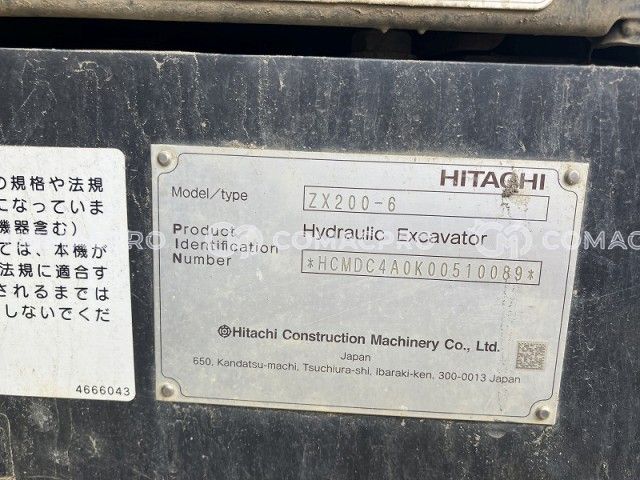 の規格や法規
になっていま
機器含む)
ては、本機が
法規に適合す
されるまでは
しないでくだ
4666043
HITACHI
Model/type ZX200-6
Product Identification Number
Hydraulic Excavator
*HCMDC4A0K00510089*
Hitachi Construction Machinery Co., Ltd.
Japan
650, Kandatsu-machi, Tsuchiura-shi, Ibaraki-ken, 300-0013 Japan